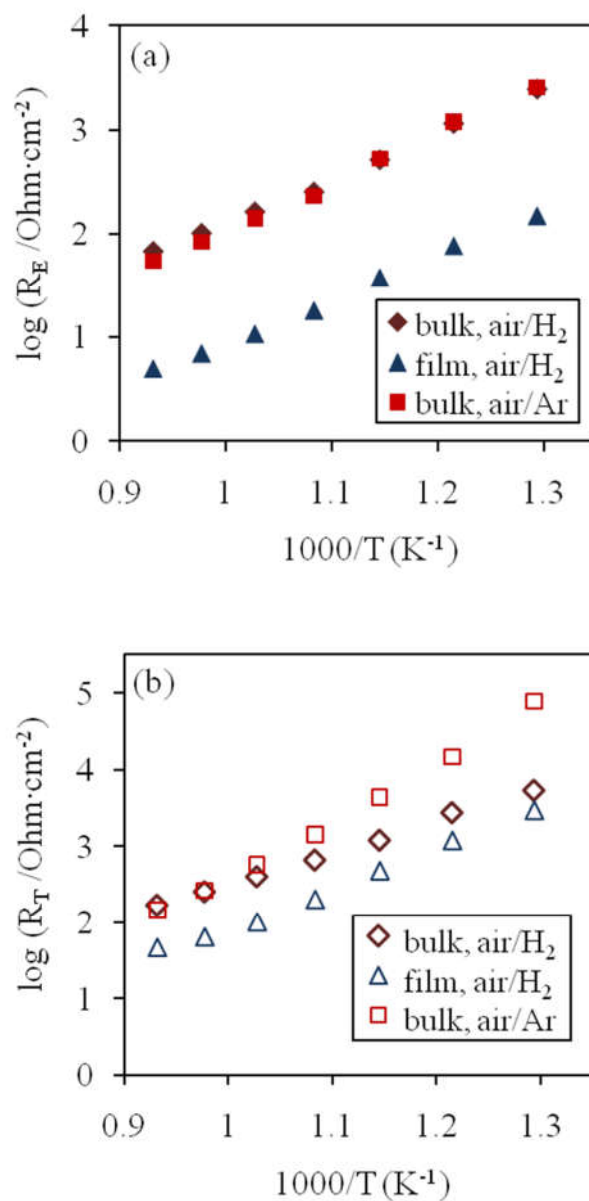 (a)
log (R_E /Ohm·cm⁻²)
4
3
2
1
0
bulk, air/H₂
film, air/H₂
bulk, air/Ar
0.9 1 1.1 1.2 1.3
1000/T (K⁻¹)
(b)
log (R_T /Ohm·cm⁻²)
5
4
3
2
1
0
bulk, air/H₂
film, air/H₂
bulk, air/Ar
0.9 1 1.1 1.2 1.3
1000/T (K⁻¹)